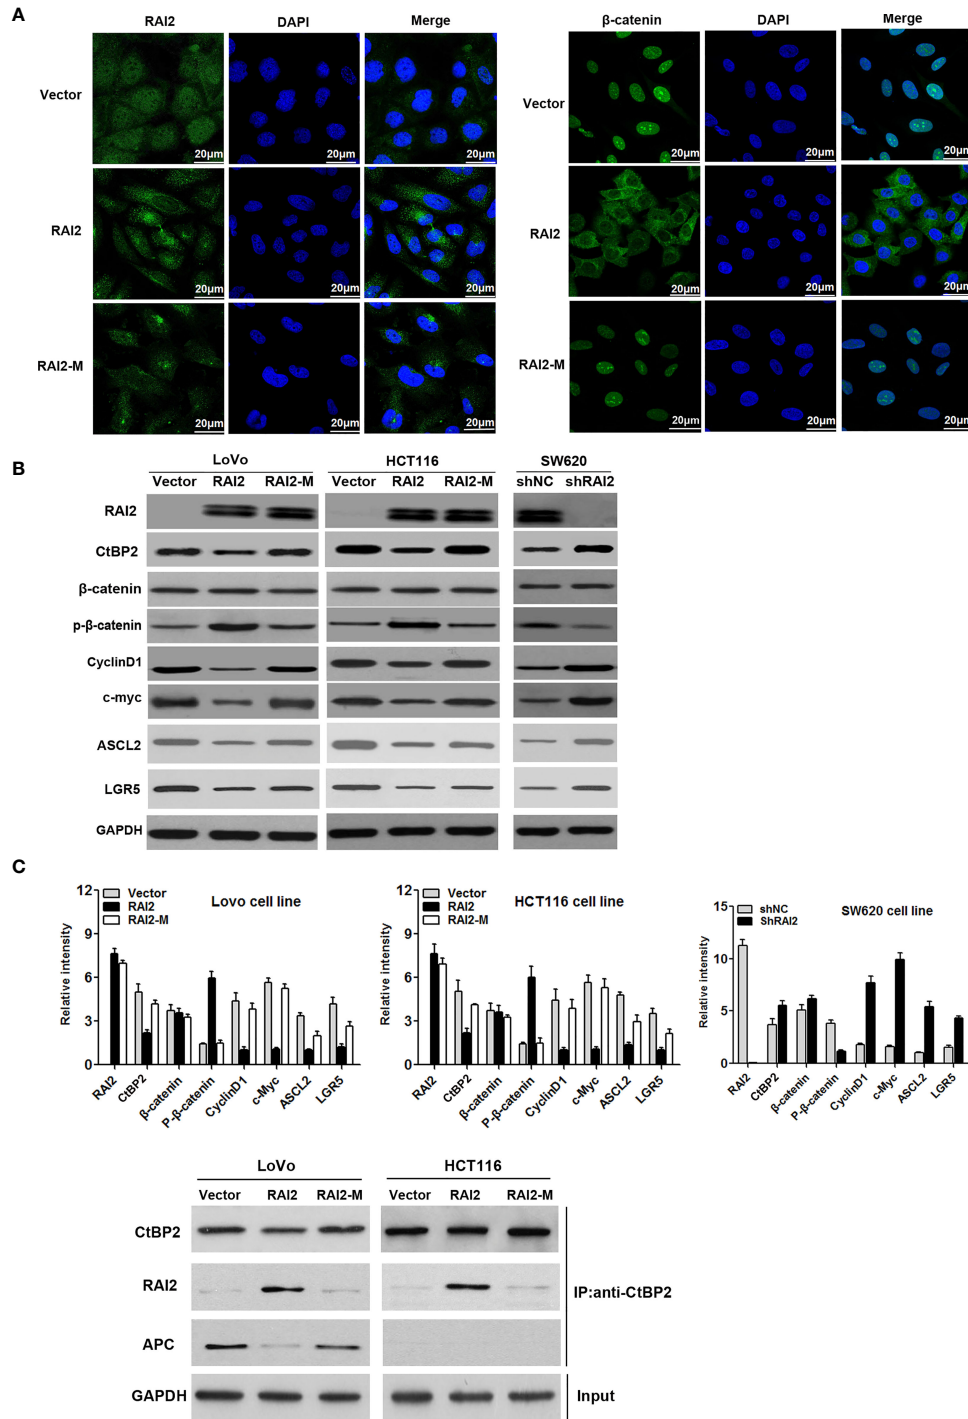 A
RAI2 DAPI Merge
β-catenin DAPI Merge
Vector
20μm 20μm 20μm
RAI2
20μm 20μm 20μm
RAI2-M
20μm 20μm 20μm
Vector
20μm 20μm 20μm
RAI2
20μm 20μm 20μm
RAI2-M
20μm 20μm 20μm
B
LoVo HCT116 SW620
Vector RAI2 RAI2-M Vector RAI2 RAI2-M shNC shRAI2
RAI2
CtBP2
β-catenin
p-β-catenin
CyclinD1
c-myc
ASCL2
LGR5
GAPDH
C
Lovo cell line
Vector
RAI2
RAI2-M
Relative intensity
12
9
6
3
0
RAI2 CtBP2 β-catenin P-β-catenin CyclinD1 c-Myc ASCL2 LGR5
HCT116 cell line
Vector
RAI2
RAI2-M
Relative intensity
12
9
6
3
0
RAI2 CtBP2 β-catenin P-β-catenin CyclinD1 c-Myc ASCL2 LGR5
SW620 cell line
shNC
ShRAI2
Relative intensity
15
10
5
0
RAI2 CtBP2 β-catenin P-β-catenin CyclinD1 c-Myc ASCL2 LGR5
LoVo HCT116
Vector RAI2 RAI2-M Vector RAI2 RAI2-M
CtBP2
RAI2
APC
IP:anti-CtBP2
GAPDH
Input